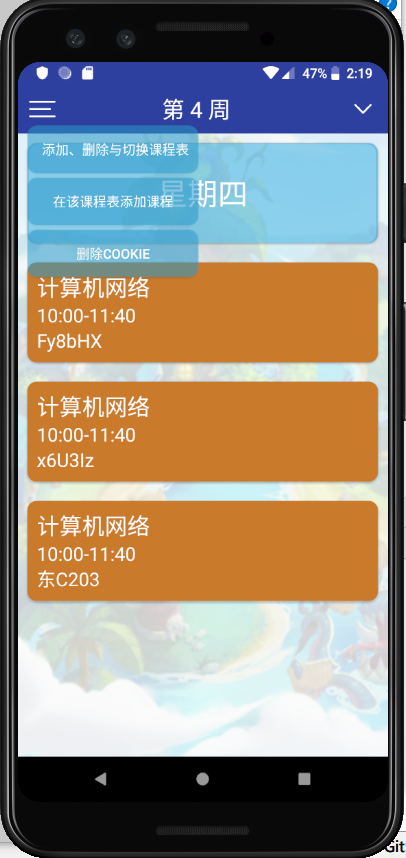 47% 2:19
第 4 周
添加、删除与切换课程表
星期四
在该课程表添加课程
删除COOKIE
计算机网络
10:00-11:40
Fy8bHX
计算机网络
10:00-11:40
x6U3Iz
计算机网络
10:00-11:40
东C203
Git